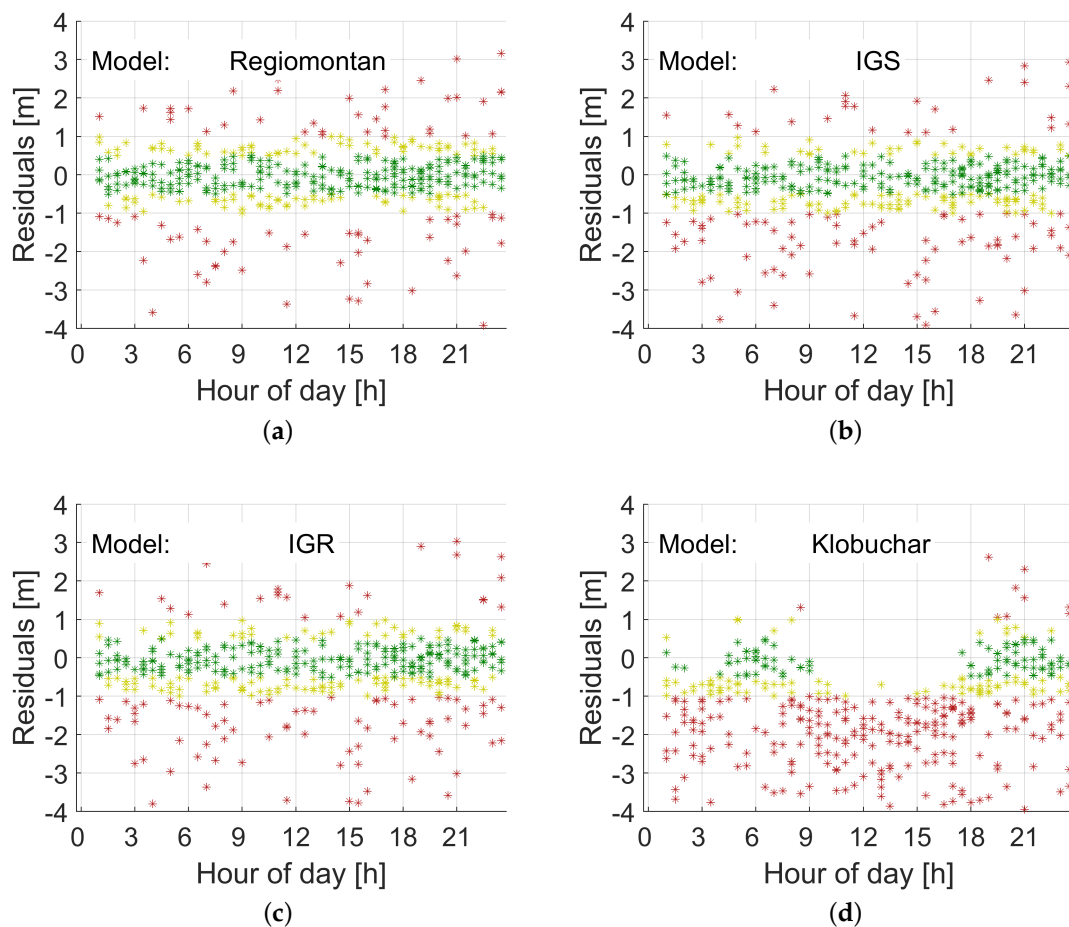 4
3
2
1
0
-1
-2
-3
-4
Residuals [m]
Model: Regiomontan
0 3 6 9 12 15 18 21
Hour of day [h]
(a)
4
3
2
1
0
-1
-2
-3
-4
Residuals [m]
Model: IGS
0 3 6 9 12 15 18 21
Hour of day [h]
(b)
4
3
2
1
0
-1
-2
-3
-4
Residuals [m]
Model: IGR
0 3 6 9 12 15 18 21
Hour of day [h]
(c)
4
3
2
1
0
-1
-2
-3
-4
Residuals [m]
Model: Klobuchar
0 3 6 9 12 15 18 21
Hour of day [h]
(d)